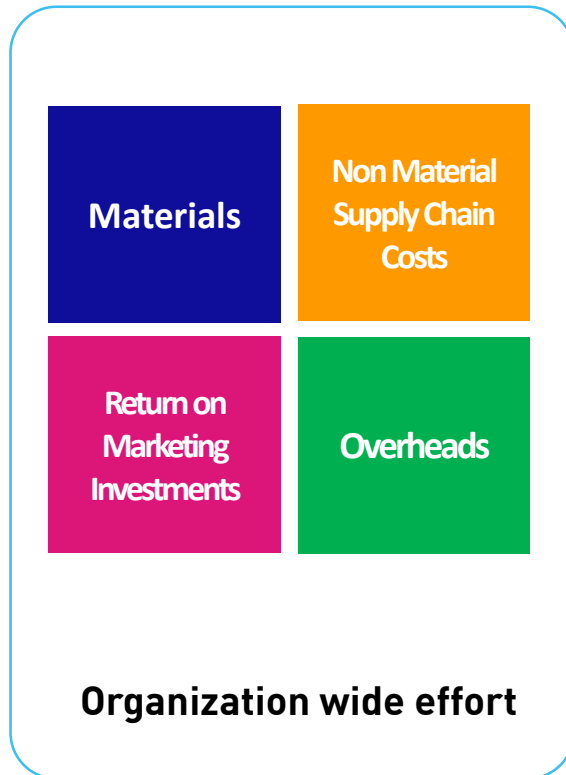 Materials
Non Material
Supply Chain
Costs
Return on
Marketing
Investments
Overheads
Organization wide effort